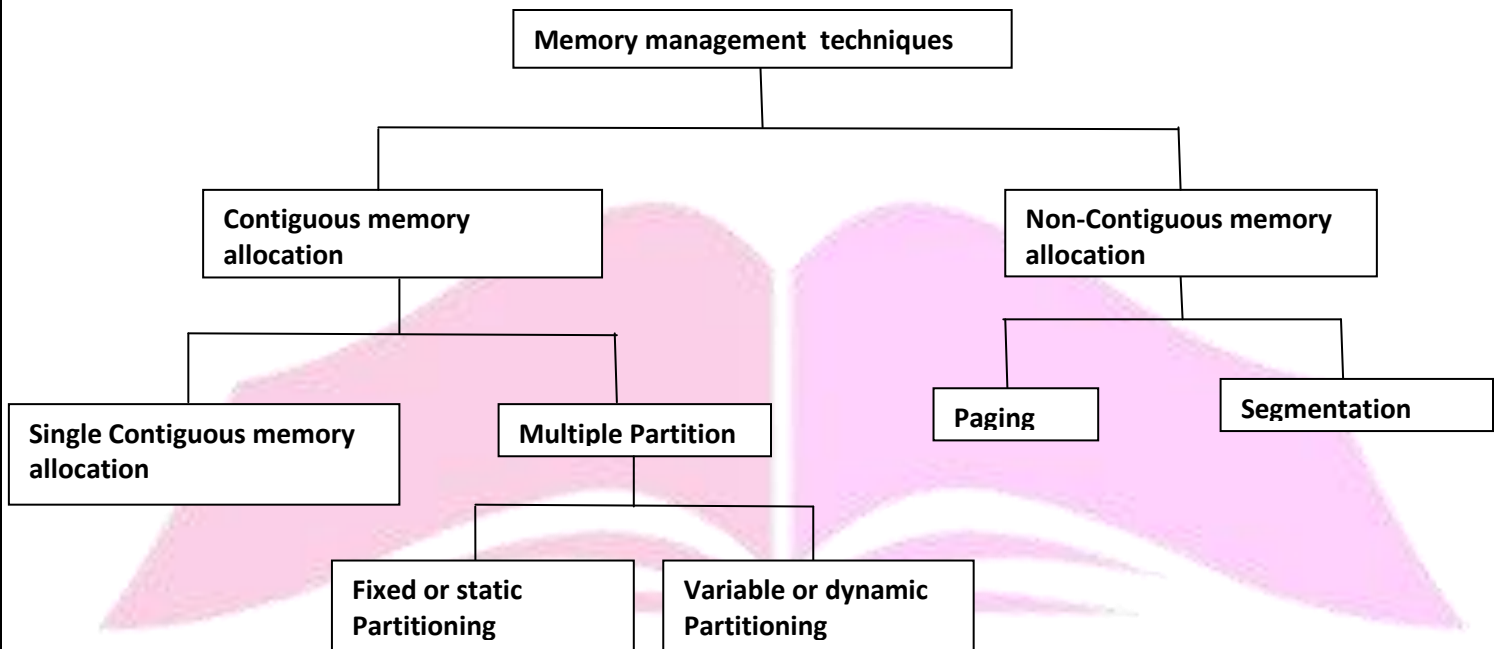 Memory management techniques
Contiguous memory
allocation
Non-Contiguous memory
allocation
Single Contiguous memory
allocation
Multiple Partition
Paging
Segmentation
Fixed or static
Partitioning
Variable or dynamic
Partitioning